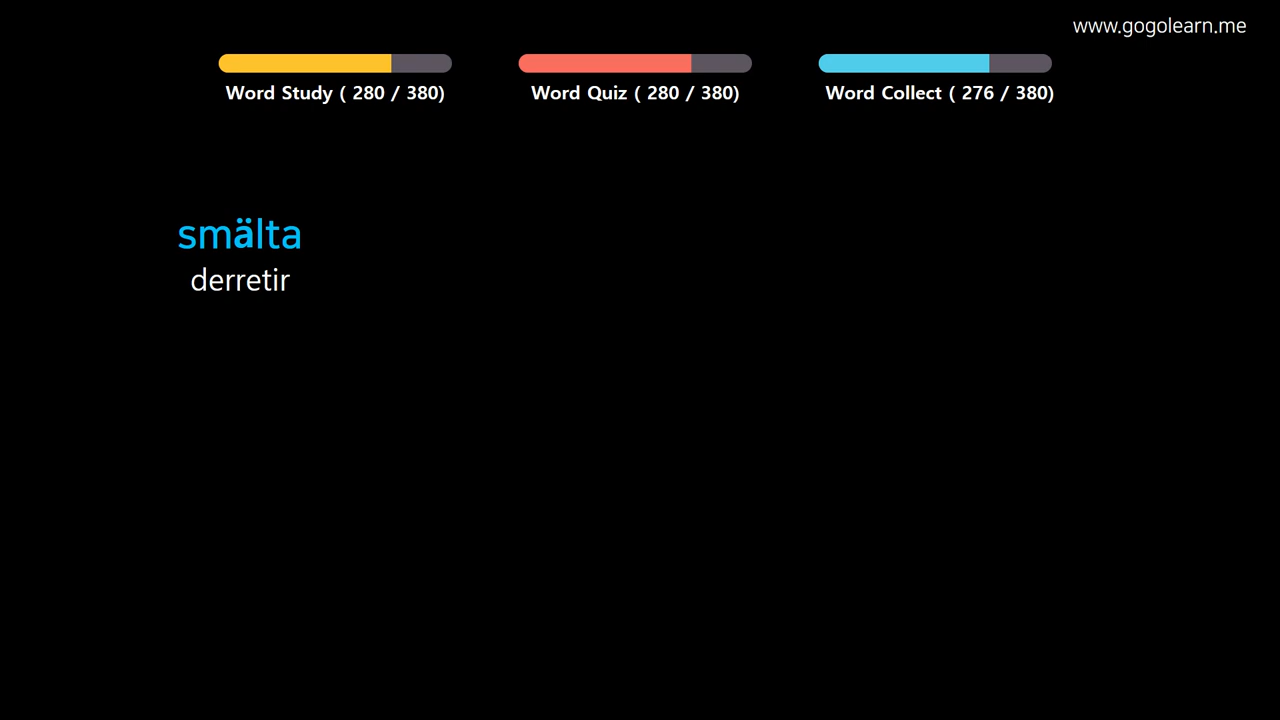 www.gogolearn.me
Word Study ( 280 / 380)
Word Quiz ( 280 / 380)
Word Collect ( 276 / 380)
smälta
derretir